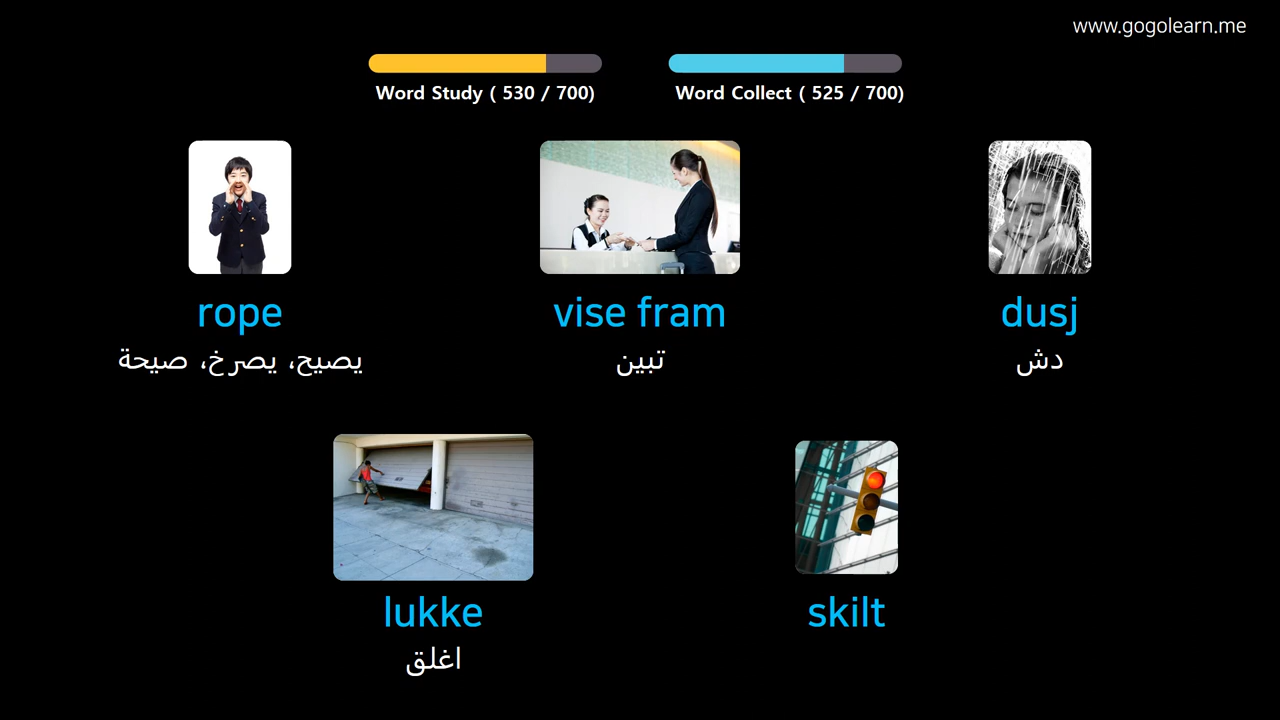 www.gogolearn.me
Word Study ( 530 / 700)
Word Collect ( 525 / 700)
rope
يصيح، يصرخ، صيحة
vise fram
تبين
dusj
دش
lukke
اغلق
skilt